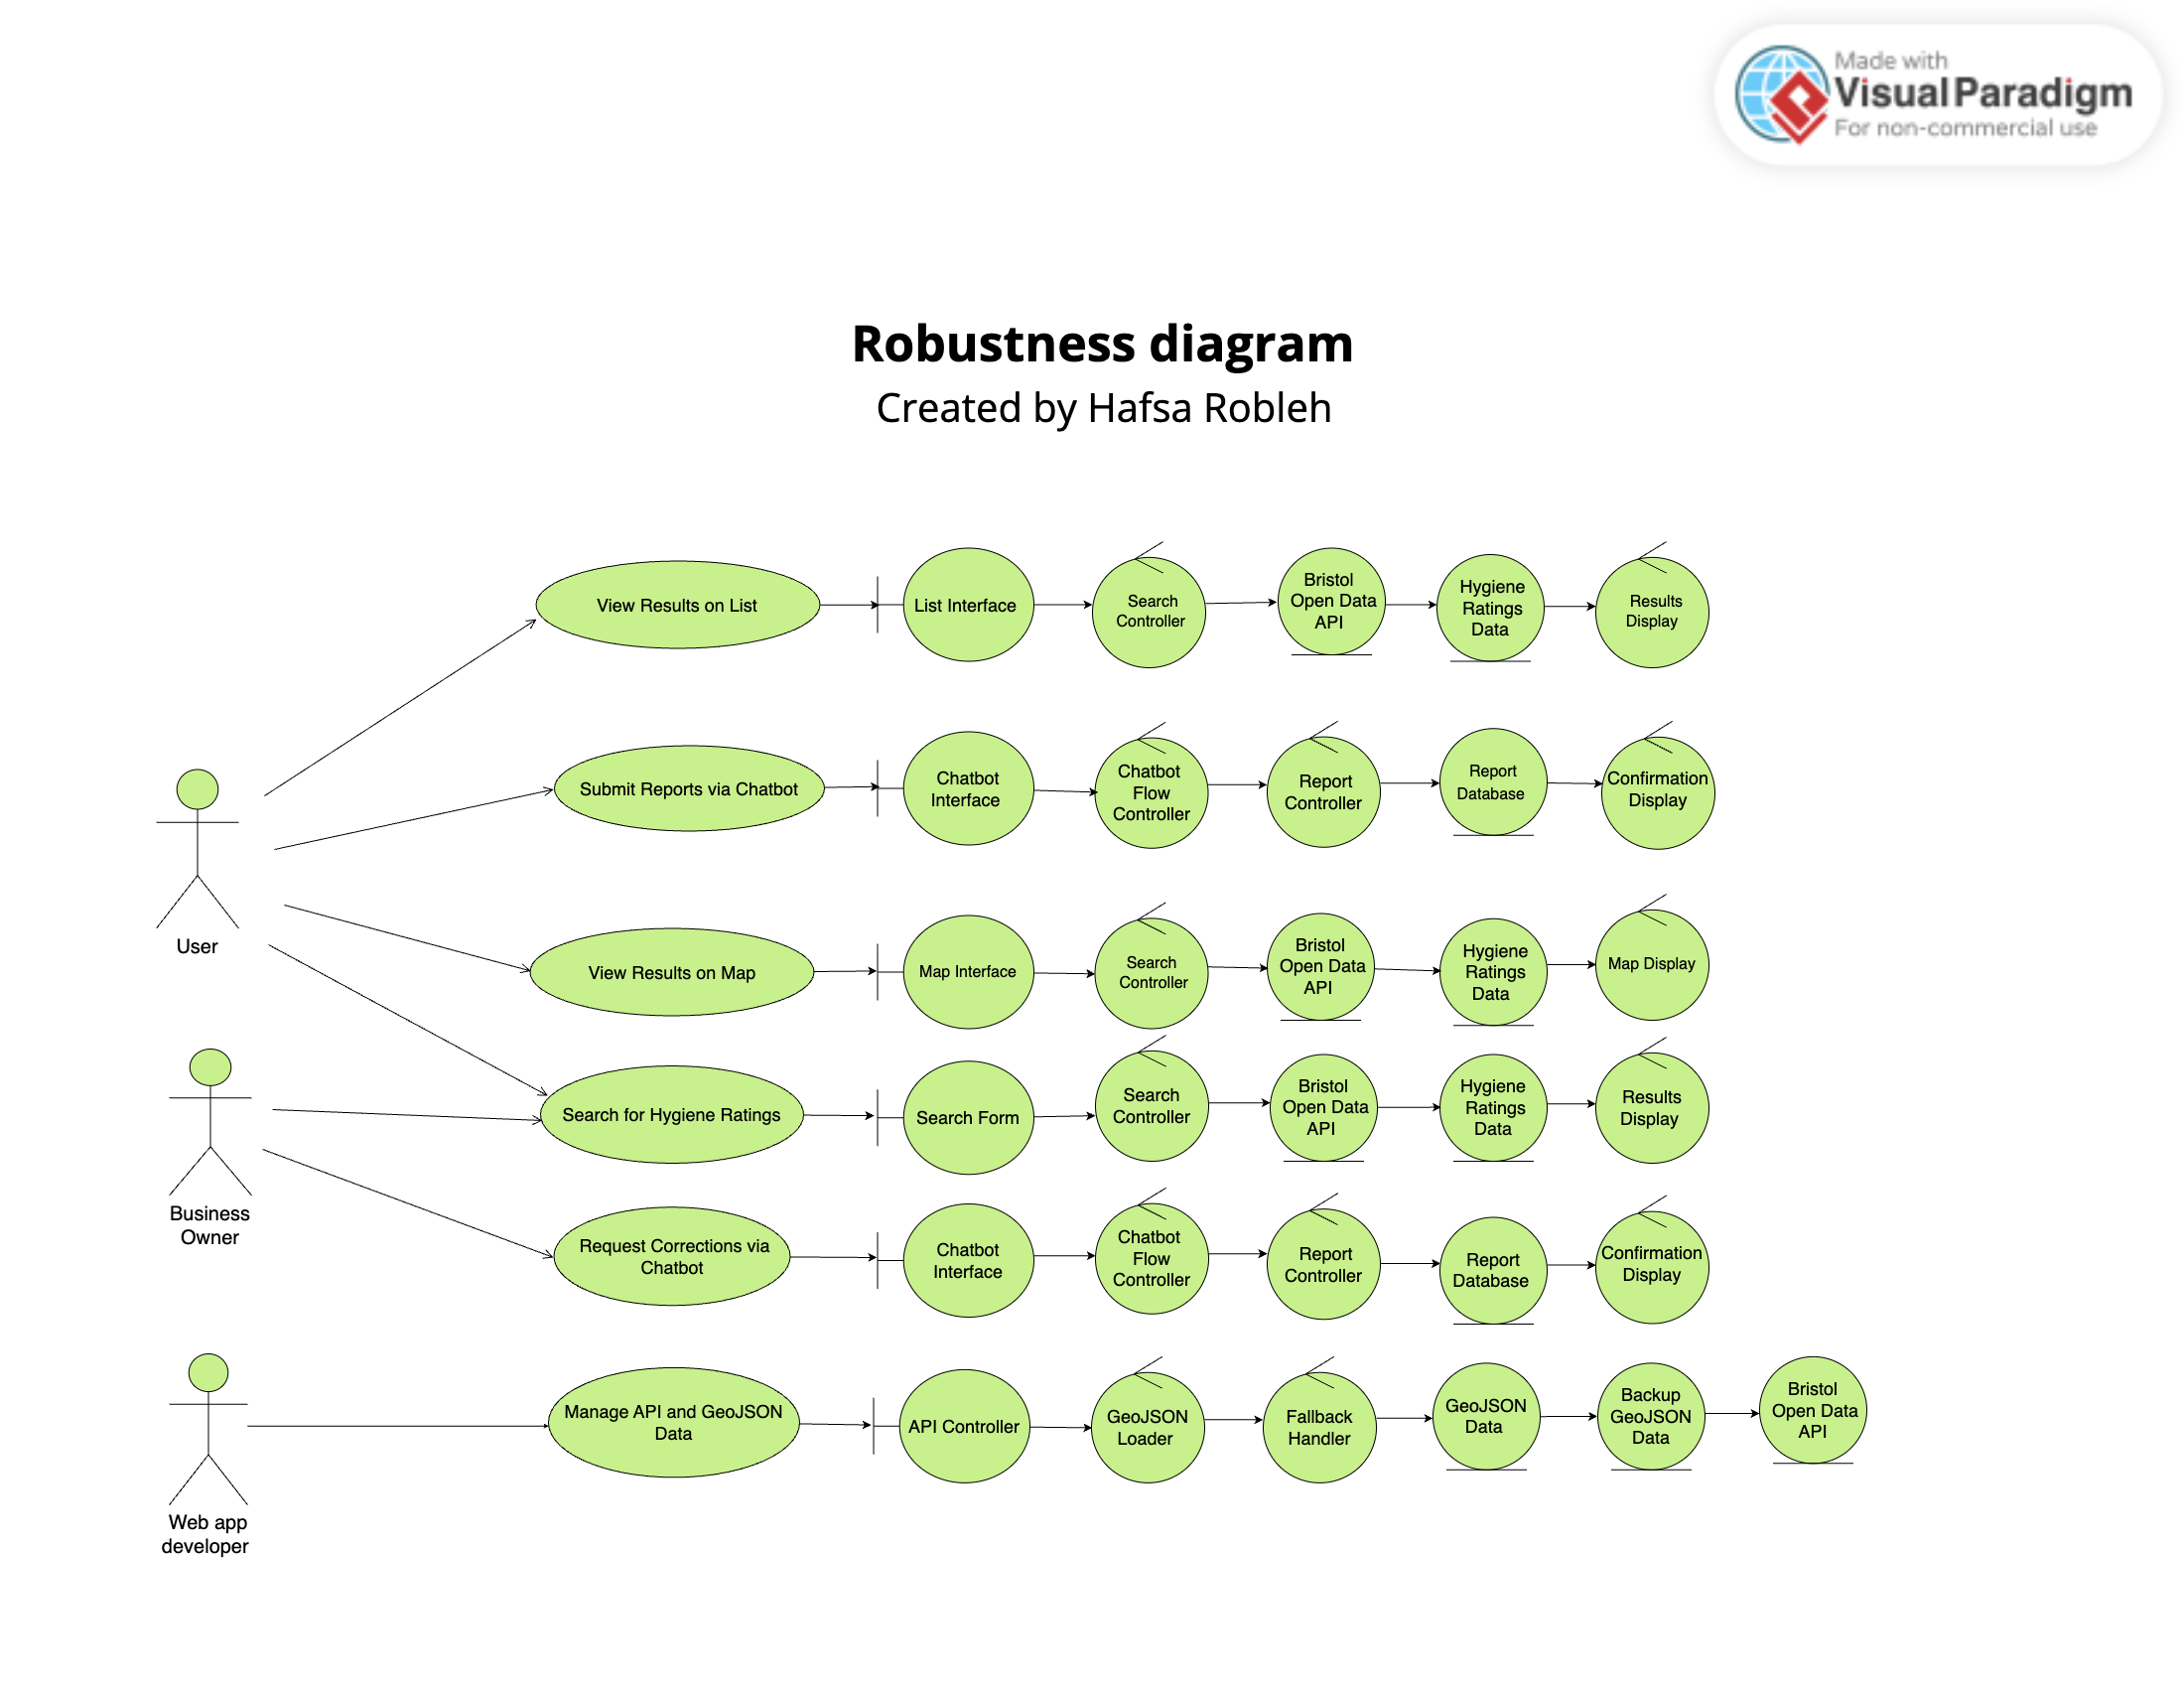 Made with
Visual Paradigm
For non-commercial use
Robustness diagram
Created by Hafsa Robleh
View Results on List
List Interface
Search
Controller
Bristol
Open Data
API
Hygiene
Ratings
Data
Results
Display
User
Submit Reports via Chatbot
Chatbot
Interface
Chatbot
Flow
Controller
Report
Controller
Report
Database
Confirmation
Display
View Results on Map
Map Interface
Search
Controller
Bristol
Open Data
API
Hygiene
Ratings
Data
Map Display
Business
Owner
Search for Hygiene Ratings
Search Form
Search
Controller
Bristol
Open Data
API
Hygiene
Ratings
Data
Results
Display
Request Corrections via
Chatbot
Chatbot
Interface
Chatbot
Flow
Controller
Report
Controller
Report
Database
Confirmation
Display
Web app
developer
Manage API and GeoJSON
Data
API Controller
GeoJSON
Loader
Fallback
Handler
GeoJSON
Data
Backup
GeoJSON
Data
Bristol
Open Data
API